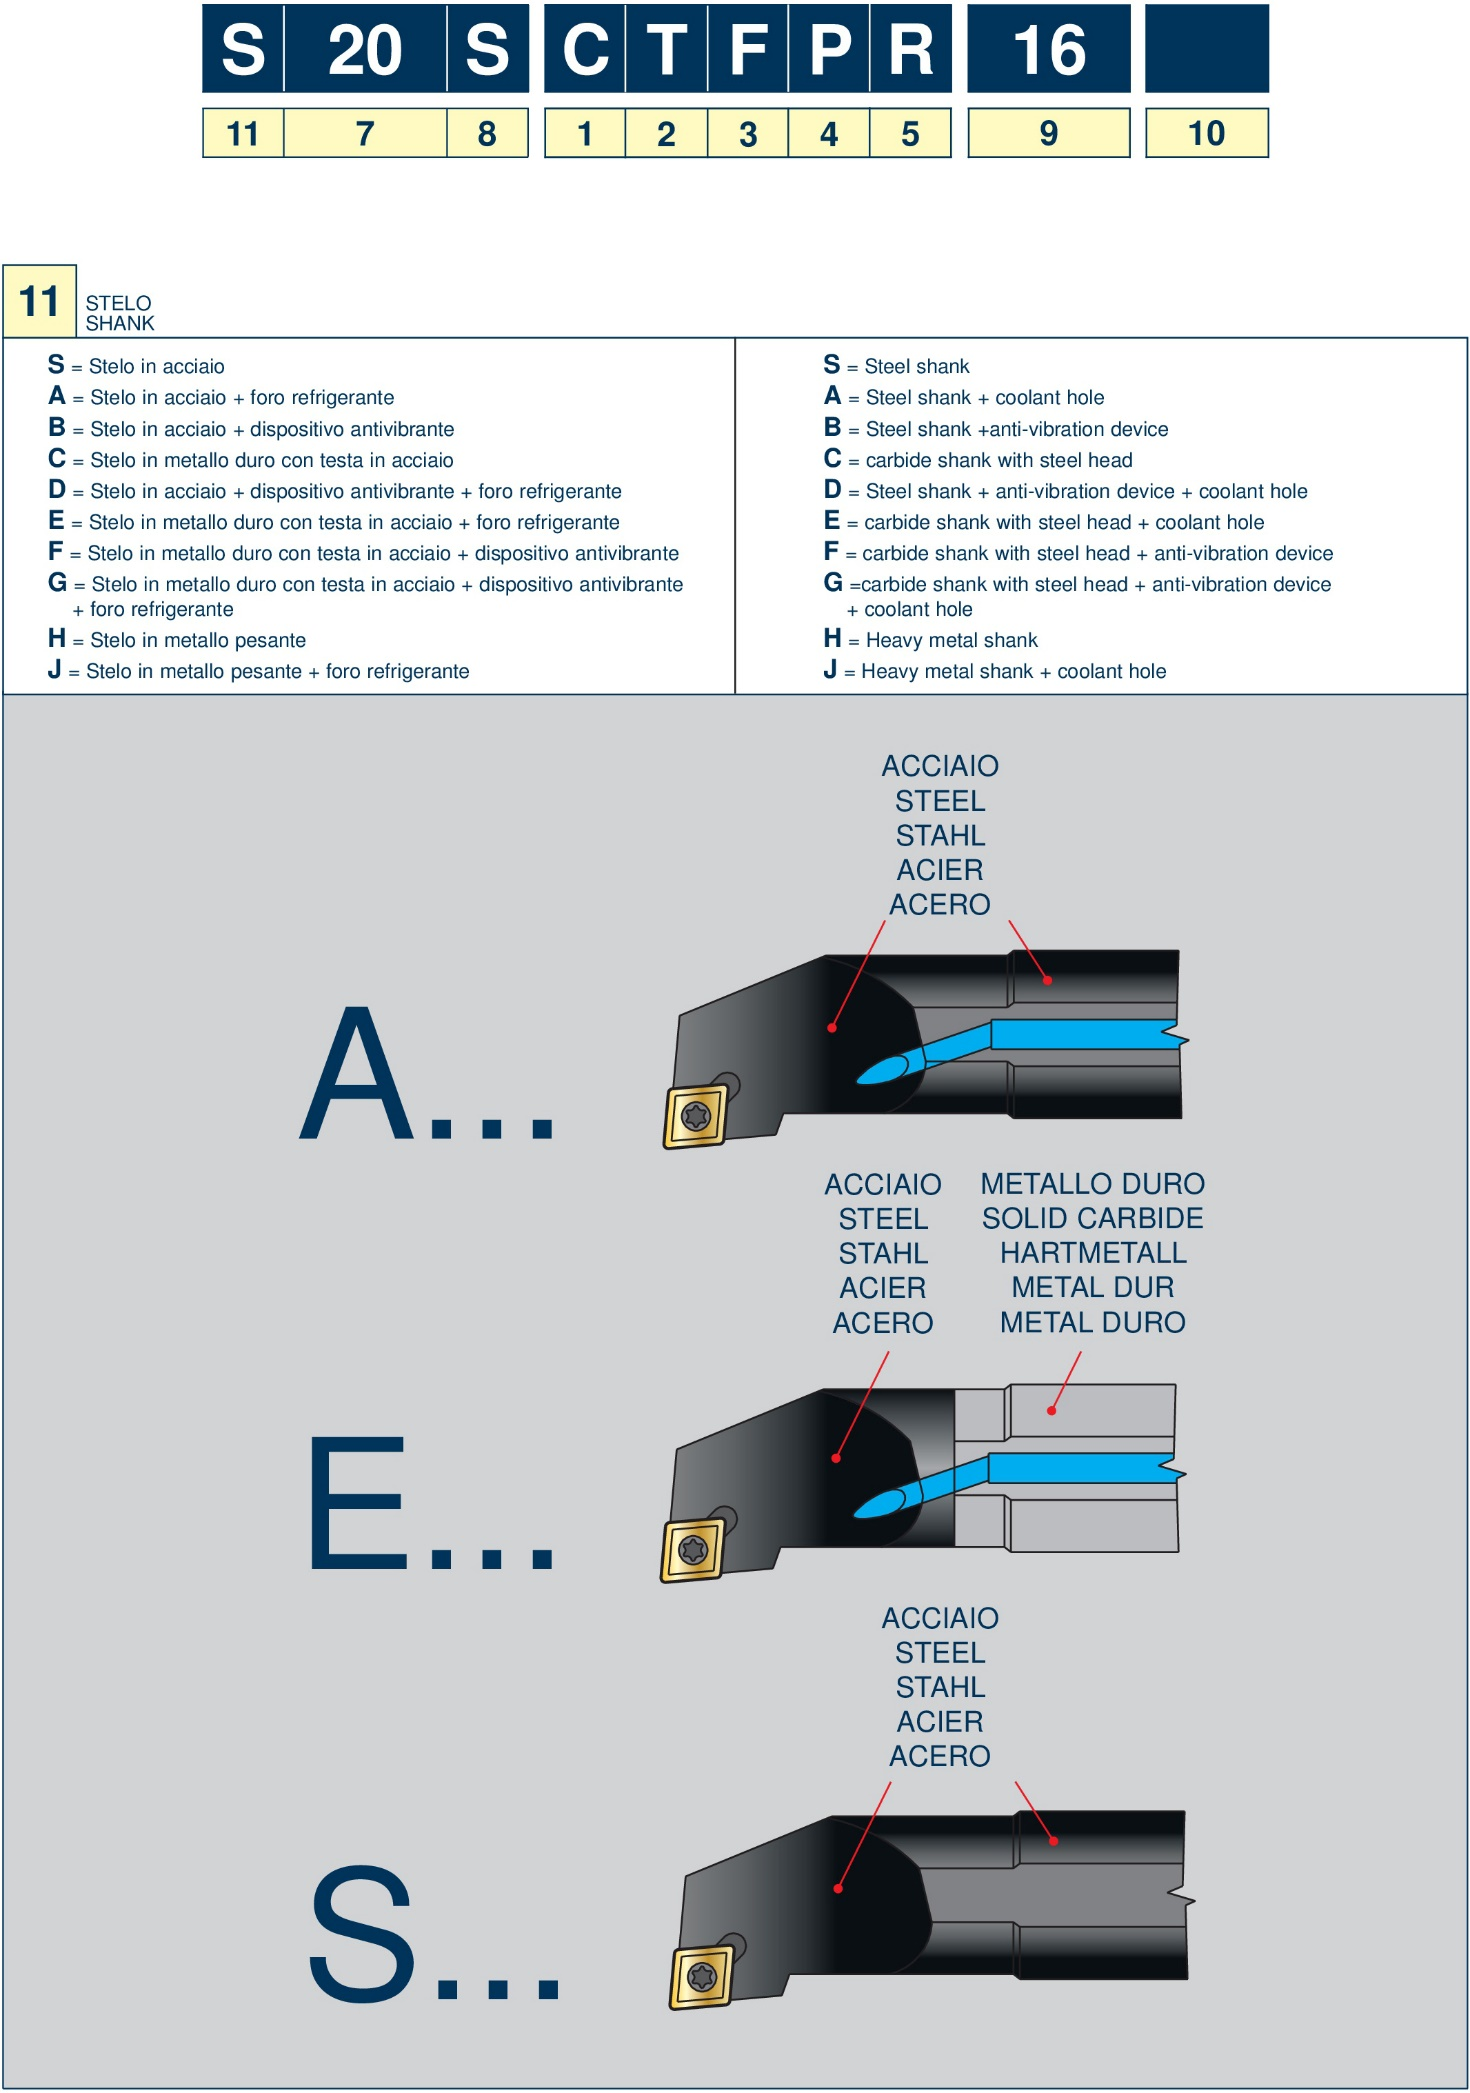 S 20 S C T F P R 16
11 7 8 1 2 3 4 5 9 10
11 STELO
SHANK
S = Stelo in acciaio
A = Stelo in acciaio + foro refrigerante
B = Stelo in acciaio + dispositivo antivibrante
C = Stelo in metallo duro con testa in acciaio
D = Stelo in acciaio + dispositivo antivibrante + foro refrigerante
E = Stelo in metallo duro con testa in acciaio + foro refrigerante
F = Stelo in metallo duro con testa in acciaio + dispositivo antivibrante
G = Stelo in metallo duro con testa in acciaio + dispositivo antivibrante
+ foro refrigerante
H = Stelo in metallo pesante
J = Stelo in metallo pesante + foro refrigerante
S = Steel shank
A = Steel shank + coolant hole
B = Steel shank +anti-vibration device
C = carbide shank with steel head
D = Steel shank + anti-vibration device + coolant hole
E = carbide shank with steel head + coolant hole
F = carbide shank with steel head + anti-vibration device
G =carbide shank with steel head + anti-vibration device
+ coolant hole
H = Heavy metal shank
J = Heavy metal shank + coolant hole
ACCIAIO
STEEL
STAHL
ACIER
ACERO
A...
ACCIAIO
STEEL
STAHL
ACIER
ACERO
METALLO DURO
SOLID CARBIDE
HARTMETALL
METAL DUR
METAL DURO
E...
ACCIAIO
STEEL
STAHL
ACIER
ACERO
S...